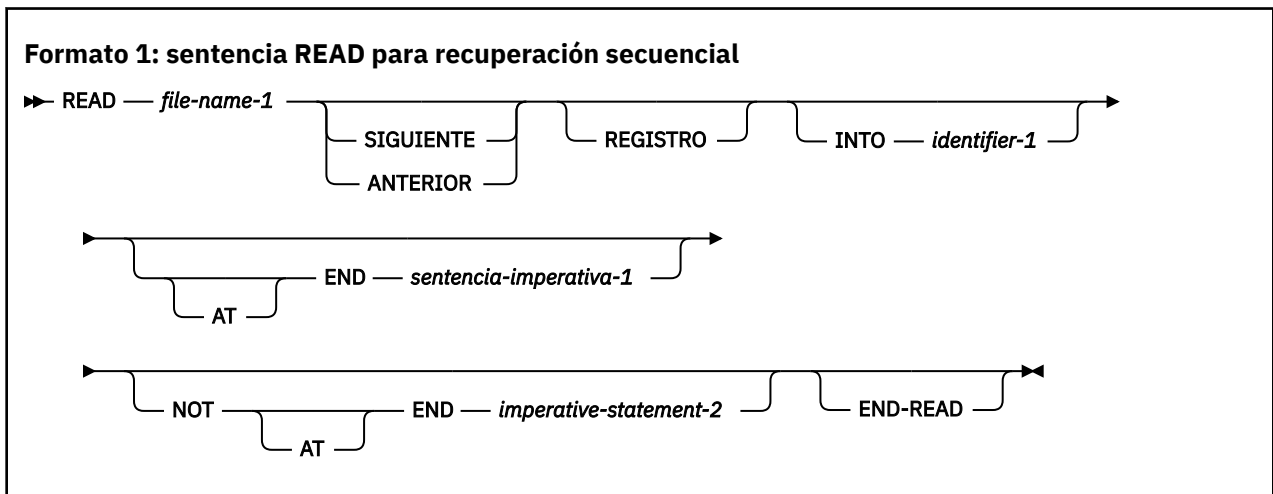 Formato 1: sentencia READ para recuperación secuencial
READ file-name-1
SIGUIENTE
ANTERIOR
REGISTRO
INTO identifier-1
END sentencia-imperativa-1
AT
NOT END imperative-statement-2
AT
END-READ